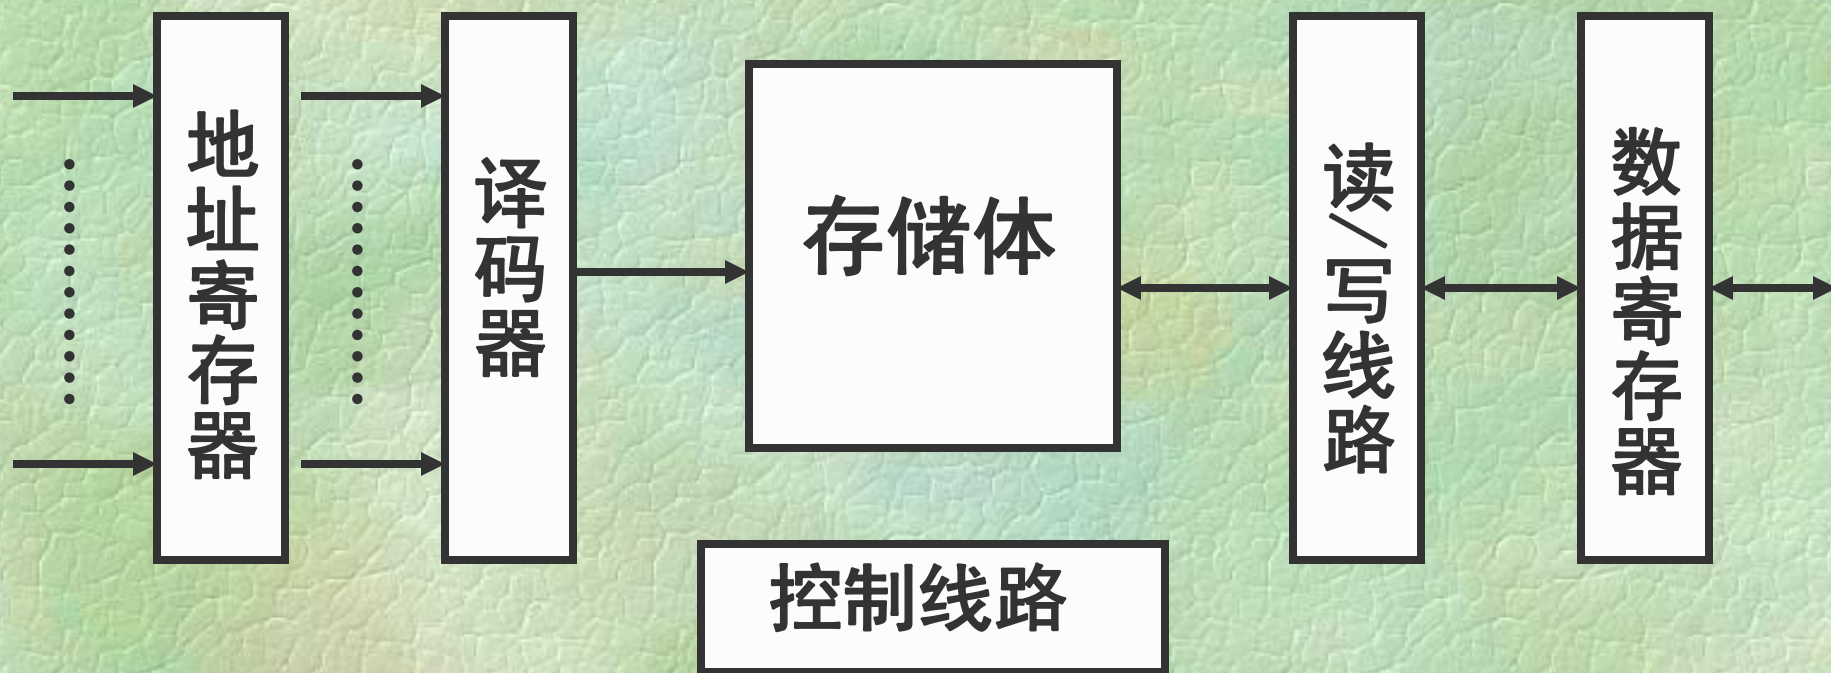 地址寄存器
译码器
存储体
读/写线路
数据寄存器
控制线路